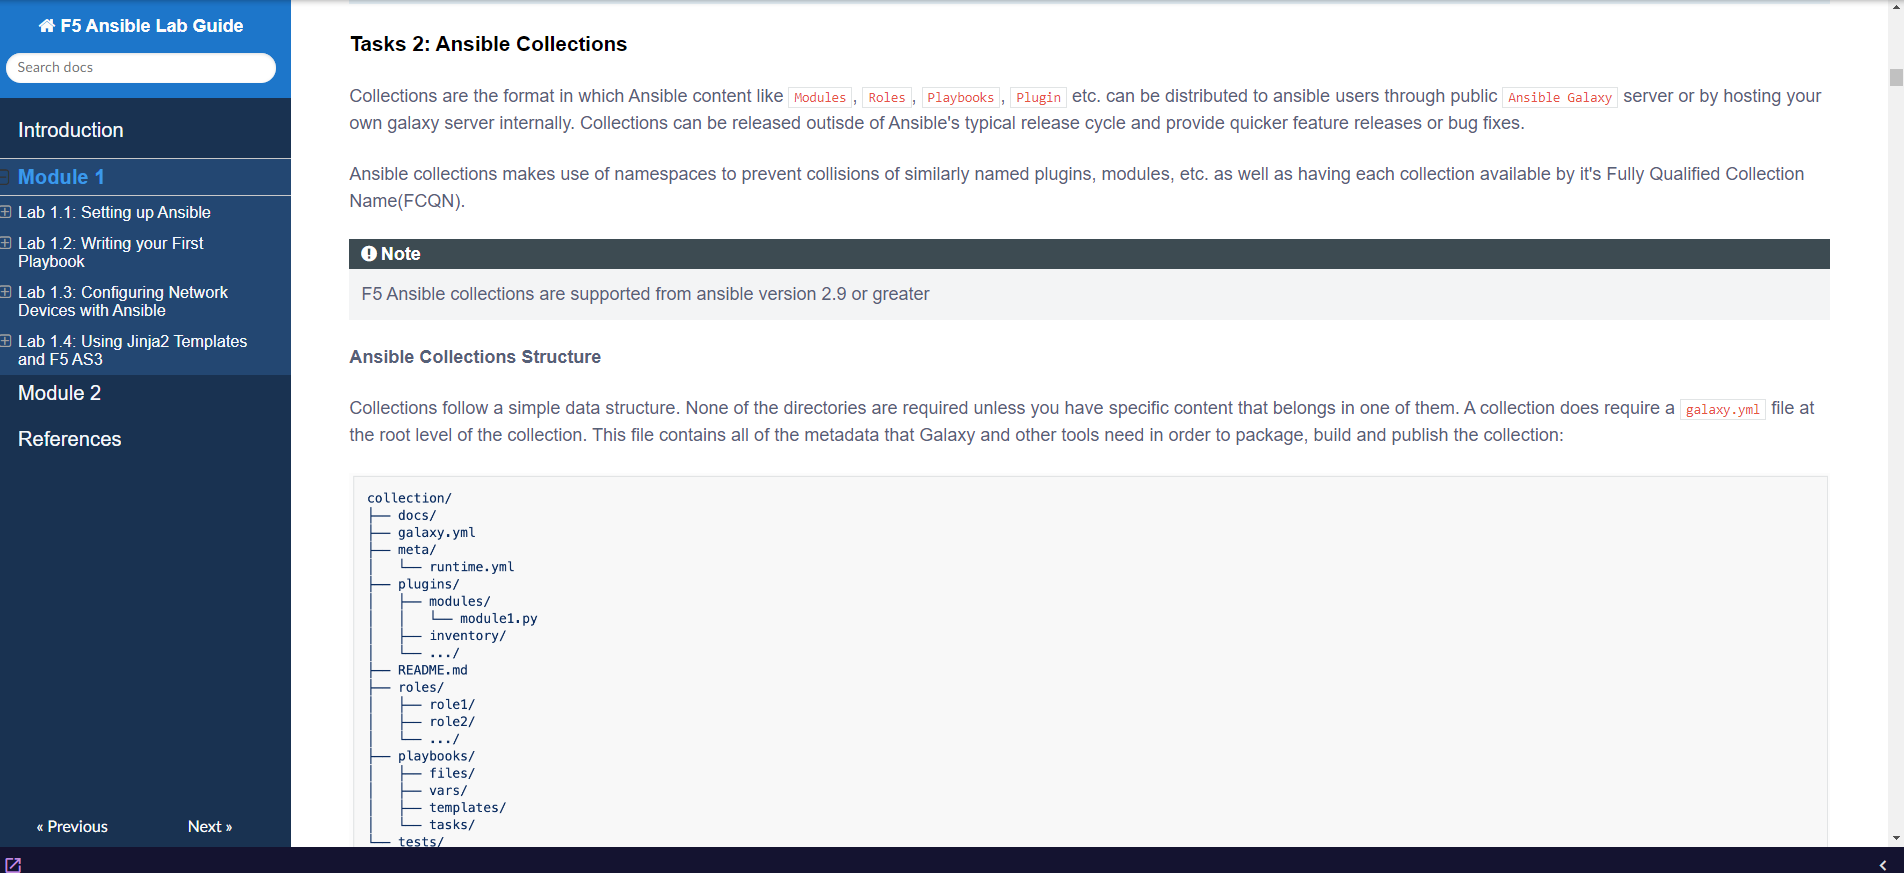 F5 Ansible Lab Guide
Search docs
Introduction
Module 1
Lab 1.1: Setting up Ansible
Lab 1.2: Writing your First
Playbook
Lab 1.3: Configuring Network
Devices with Ansible
Lab 1.4: Using Jinja2 Templates
and F5 AS3
Module 2
References
« Previous
Next »
Tasks 2: Ansible Collections
Collections are the format in which Ansible content like Modules, Roles, Playbooks, Plugin etc. can be distributed to ansible users through public Ansible Galaxy server or by hosting your
own galaxy server internally. Collections can be released outisde of Ansible's typical release cycle and provide quicker feature releases or bug fixes.
Ansible collections makes use of namespaces to prevent collisions of similarly named plugins, modules, etc. as well as having each collection available by it's Fully Qualified Collection
Name(FCQN).
Note
F5 Ansible collections are supported from ansible version 2.9 or greater
Ansible Collections Structure
Collections follow a simple data structure. None of the directories are required unless you have specific content that belongs in one of them. A collection does require a galaxy.yml file at
the root level of the collection. This file contains all of the metadata that Galaxy and other tools need in order to package, build and publish the collection:
collection/
├── docs/
├── galaxy.yml
├── meta/
│   └── runtime.yml
├── plugins/
│   ├── modules/
│   │   └── module1.py
│   ├── inventory/
│   └── .../
├── README.md
├── roles/
│   ├── role1/
│   ├── role2/
│   └── .../
├── playbooks/
│   ├── files/
│   ├── vars/
│   ├── templates/
│   └── tasks/
└── tests/